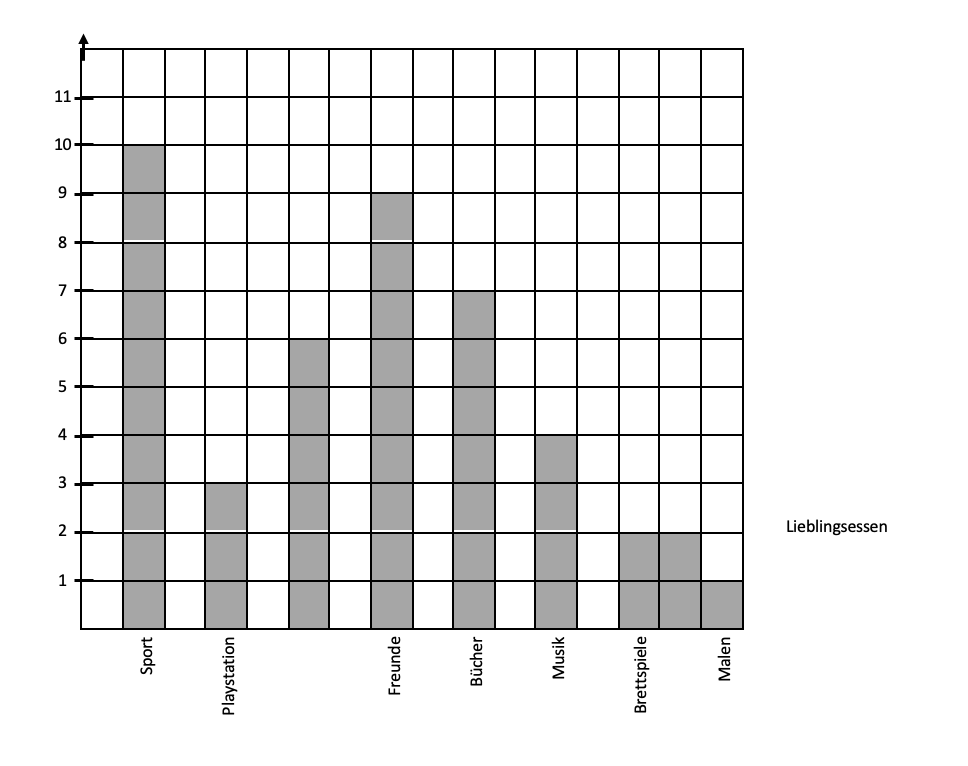 11
10
9
8
7
6
5
4
3
2
1
Lieblingsessen
Sport
Playstation
Freunde
Bücher
Musik
Brettspiele
Malen